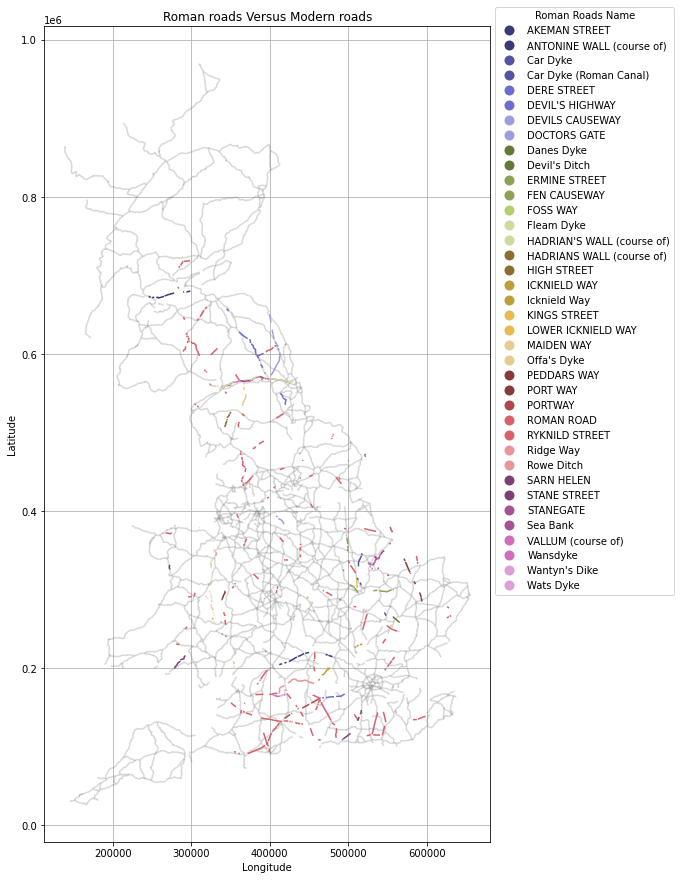 Roman roads Versus Modern roads
1e6
1.0
0.8
0.6
0.4
0.2
0.0
Latitude
200000 300000 400000 500000 600000
Longitude
Roman Roads Name
AKEMAN STREET
ANTONINE WALL (course of)
Car Dyke
Car Dyke (Roman Canal)
DERE STREET
DEVIL'S HIGHWAY
DEVILS CAUSEWAY
DOCTORS GATE
Danes Dyke
Devil's Ditch
ERMINE STREET
FEN CAUSEWAY
FOSS WAY
Fleam Dyke
HADRIAN'S WALL (course of)
HADRIANS WALL (course of)
HIGH STREET
ICKNIELD WAY
Icknield Way
KINGS STREET
LOWER ICKNIELD WAY
MAIDEN WAY
Offa's Dyke
PEDDARS WAY
PORT WAY
PORTWAY
ROMAN ROAD
RYKNILD STREET
Ridge Way
Rowe Ditch
SARN HELEN
STANE STREET
STANEGATE
Sea Bank
VALLUM (course of)
Wansdyke
Wantyn's Dike
Wats Dyke